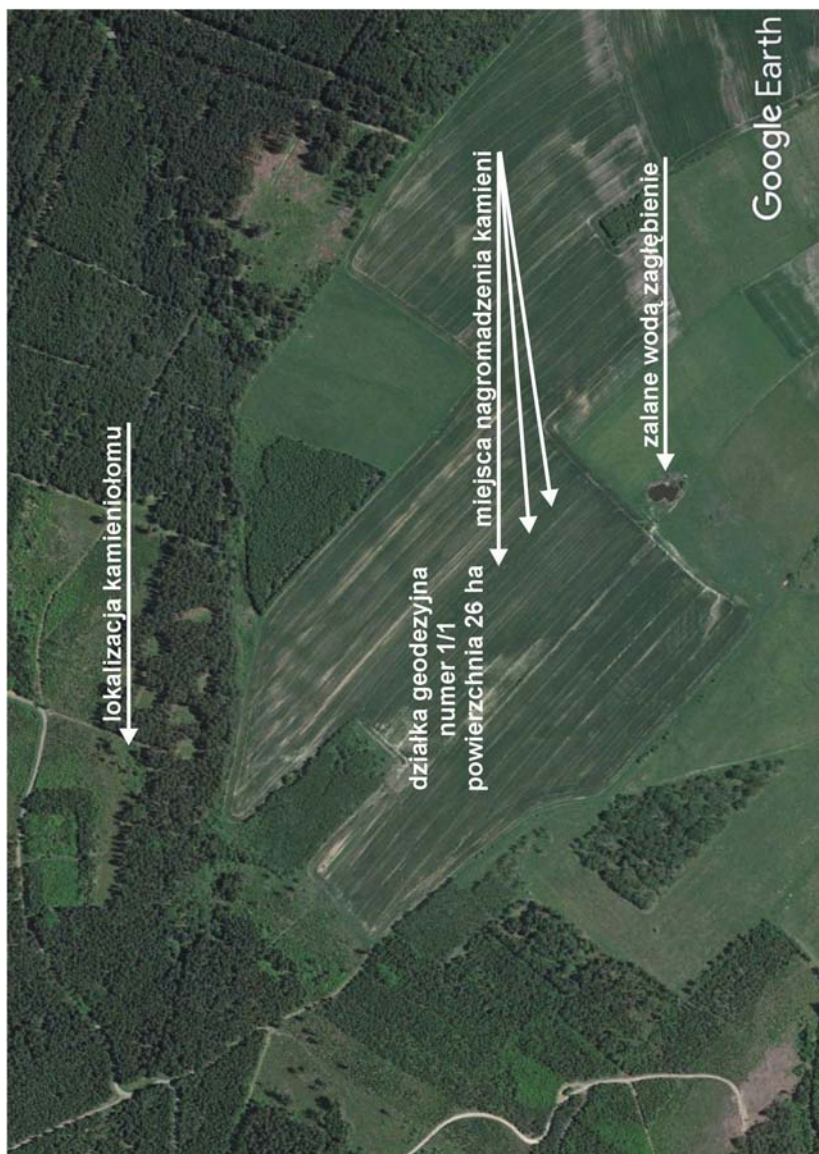 lokalizacja kamieniołomu
działka geodezyjna
numer 1/1
powierzchnia 26 ha
miejsca nagromadzenia kamieni
zalane wodą zagłębienie
Google Earth